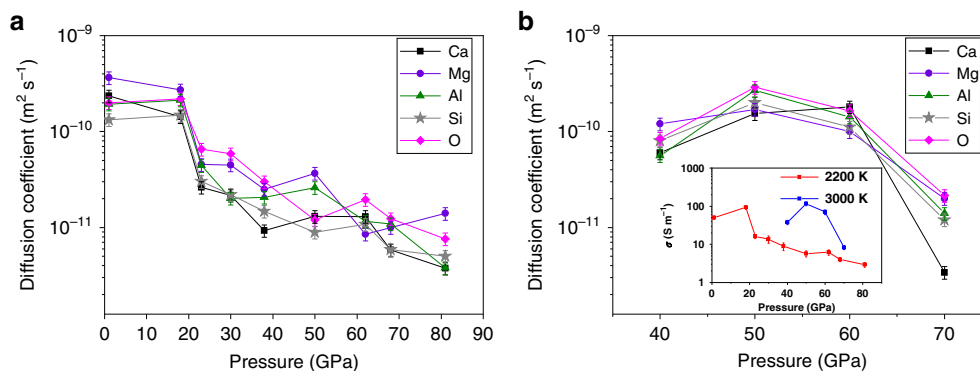 a
10⁻⁹
10⁻¹⁰
10⁻¹¹
Diffusion coefficient (m² s⁻¹)
Ca
Mg
Al
Si
O
0 10 20 30 40 50 60 70 80 90
Pressure (GPa)
b
10⁻⁹
10⁻¹⁰
10⁻¹¹
Diffusion coefficient (m² s⁻¹)
Ca
Mg
Al
Si
O
1000
100
10
1
σ (S m⁻¹)
2200 K
3000 K
0 20 40 60 80
Pressure (GPa)
40 50 60 70
Pressure (GPa)